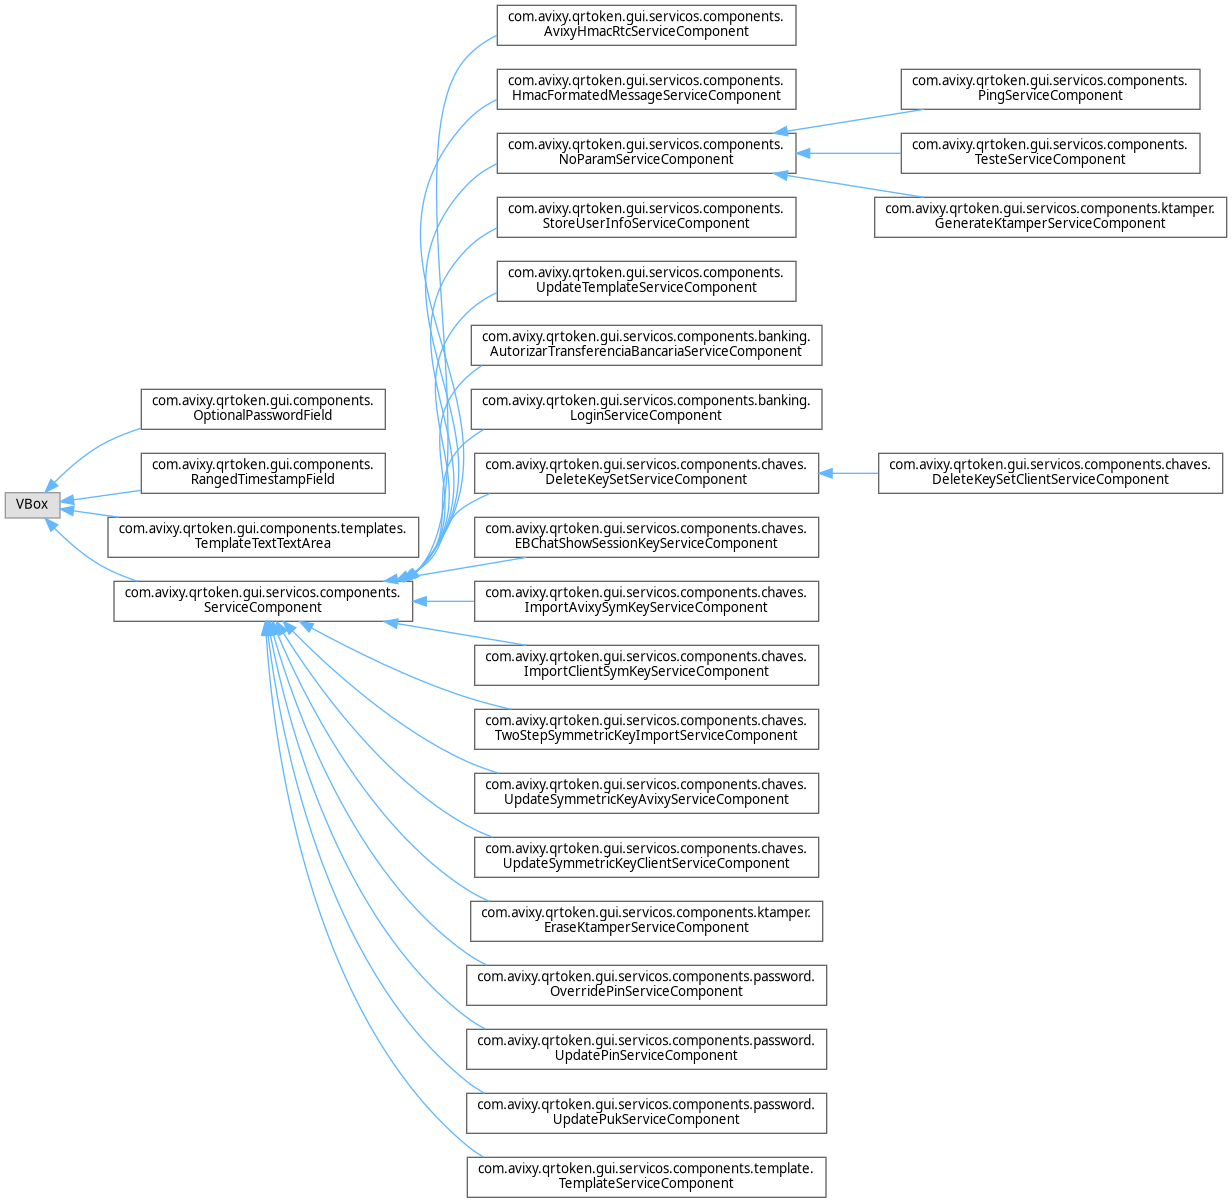 com.avixy.qrtoken.gui.servicos.components.
AvixyHmacRtcServiceComponent
com.avixy.qrtoken.gui.servicos.components.
HmacFormatedMessageServiceComponent
com.avixy.qrtoken.gui.servicos.components.
PingServiceComponent
com.avixy.qrtoken.gui.servicos.components.
NoParamServiceComponent
com.avixy.qrtoken.gui.servicos.components.
TesteServiceComponent
com.avixy.qrtoken.gui.servicos.components.
StoreUserInfoServiceComponent
com.avixy.qrtoken.gui.servicos.components.ktamper.
GenerateKtamperServiceComponent
com.avixy.qrtoken.gui.servicos.components.
UpdateTemplateServiceComponent
com.avixy.qrtoken.gui.servicos.components.banking.
AutorizarTransferenciaBancariaServiceComponent
com.avixy.qrtoken.gui.components.
OptionalPasswordField
com.avixy.qrtoken.gui.servicos.components.banking.
LoginServiceComponent
com.avixy.qrtoken.gui.components.
RangedTimestampField
com.avixy.qrtoken.gui.servicos.components.chaves.
DeleteKeySetServiceComponent
com.avixy.qrtoken.gui.servicos.components.chaves.
DeleteKeySetClientServiceComponent
VBox
com.avixy.qrtoken.gui.components.templates.
TemplateTextTextArea
com.avixy.qrtoken.gui.servicos.components.chaves.
EBChatShowSessionKeyServiceComponent
com.avixy.qrtoken.gui.servicos.components.
ServiceComponent
com.avixy.qrtoken.gui.servicos.components.chaves.
ImportAvixySymKeyServiceComponent
com.avixy.qrtoken.gui.servicos.components.chaves.
ImportClientSymKeyServiceComponent
com.avixy.qrtoken.gui.servicos.components.chaves.
TwoStepSymmetricKeyImportServiceComponent
com.avixy.qrtoken.gui.servicos.components.chaves.
UpdateSymmetricKeyAvixyServiceComponent
com.avixy.qrtoken.gui.servicos.components.chaves.
UpdateSymmetricKeyClientServiceComponent
com.avixy.qrtoken.gui.servicos.components.ktamper.
EraseKtamperServiceComponent
com.avixy.qrtoken.gui.servicos.components.password.
OverridePinServiceComponent
com.avixy.qrtoken.gui.servicos.components.password.
UpdatePinServiceComponent
com.avixy.qrtoken.gui.servicos.components.password.
UpdatePukServiceComponent
com.avixy.qrtoken.gui.servicos.components.template.
TemplateServiceComponent